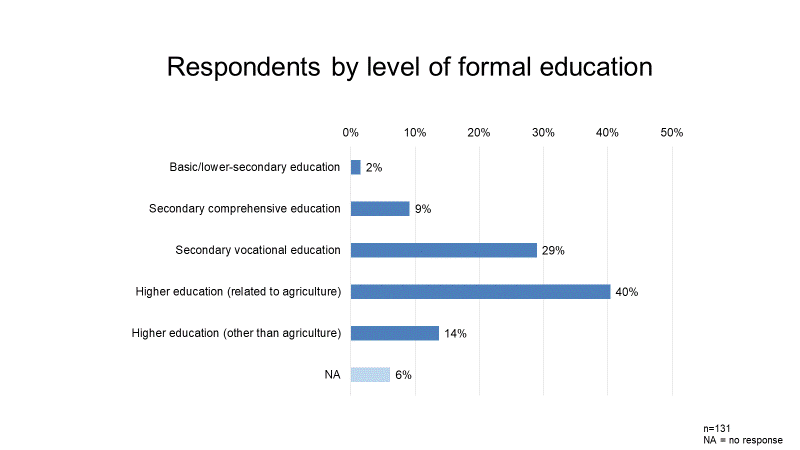 Respondents by level of formal education
0% 10% 20% 30% 40% 50%
Basic/lower-secondary education 2%
Secondary comprehensive education 9%
Secondary vocational education 29%
Higher education (related to agriculture) 40%
Higher education (other than agriculture) 14%
NA 6%
n=131
NA = no response